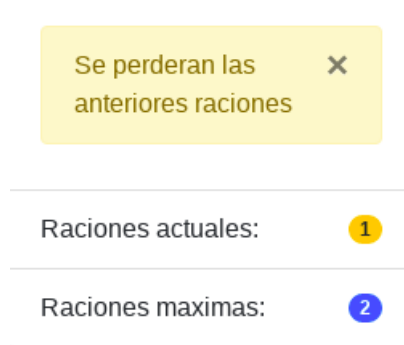 Se perderan las ×
anteriores raciones
Raciones actuales: 1
Raciones maximas: 2